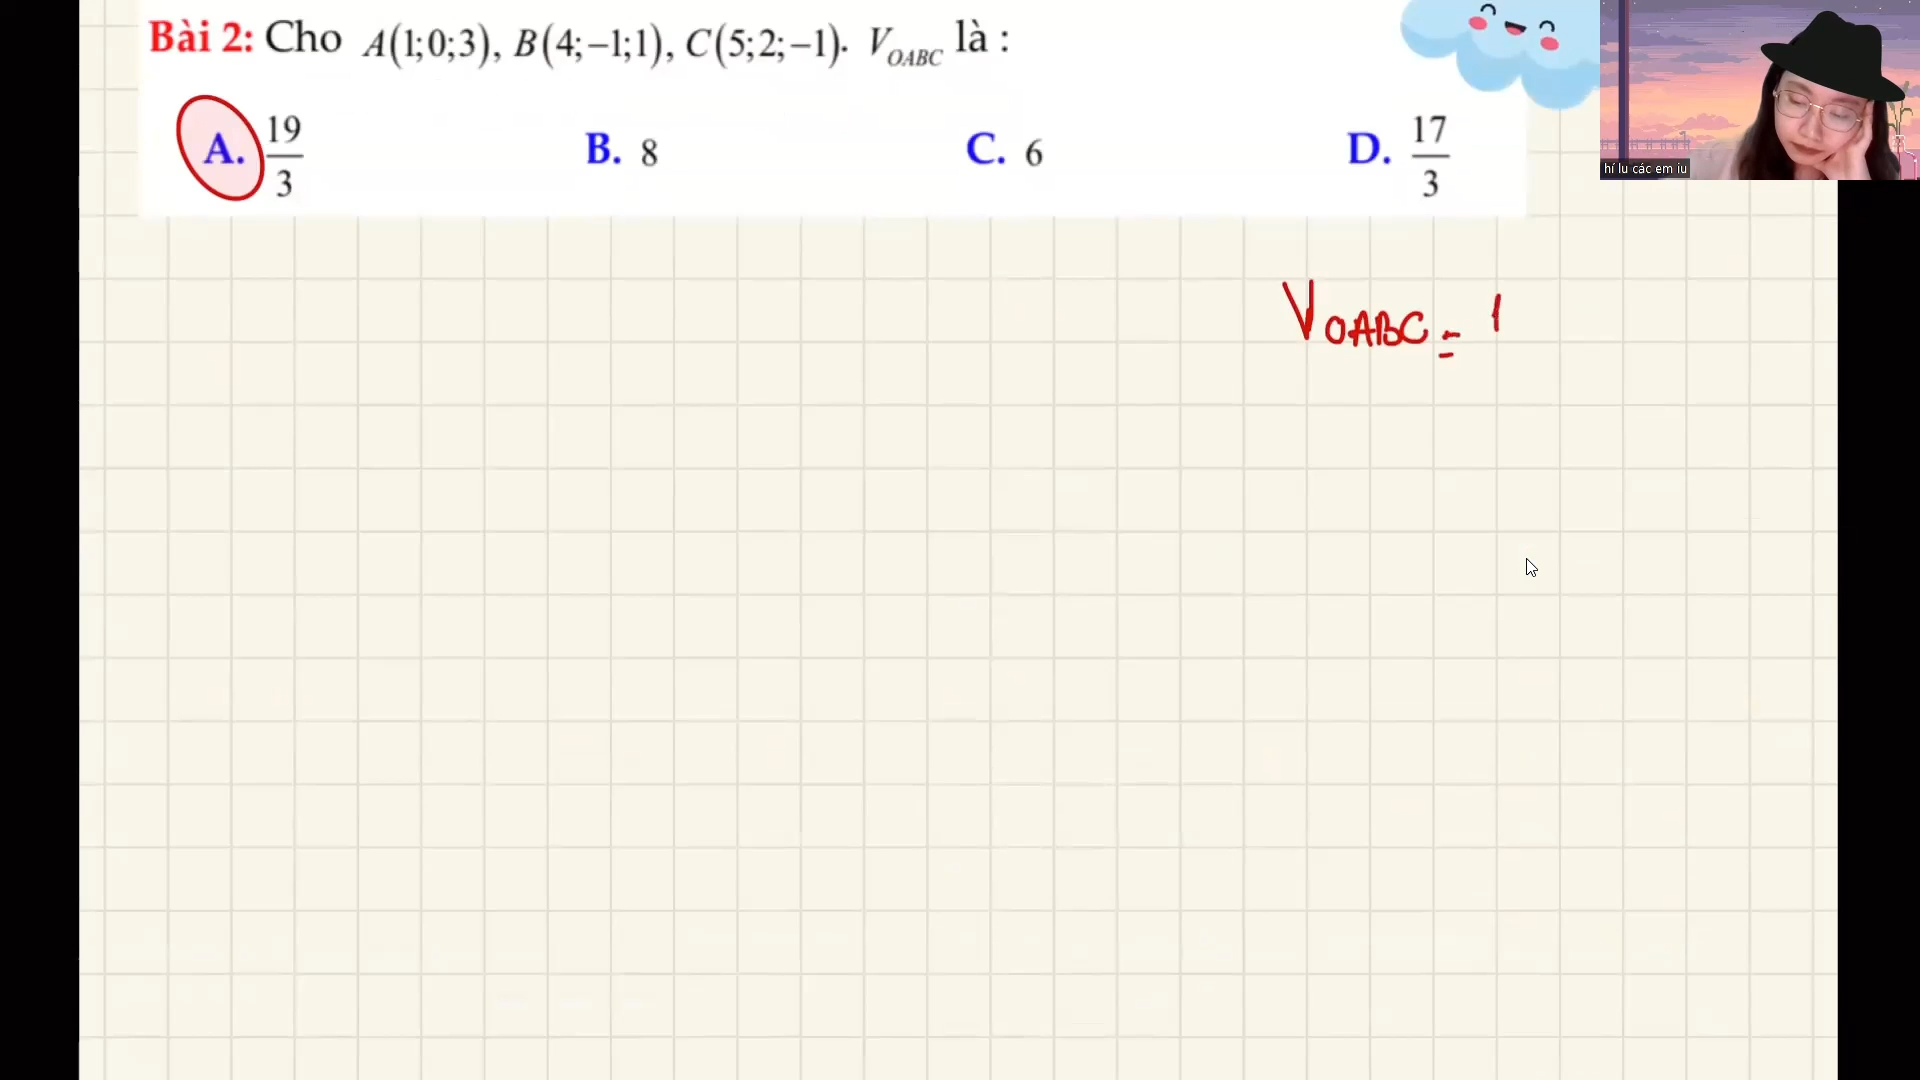 Bài 2: Cho A(1;0;3), B(4;−1;1), C(5;2;−1). V_OABC là :
A. 19/3 B. 8 C. 6 D. 17/3
hí lu các em iu
V_OABC = 1